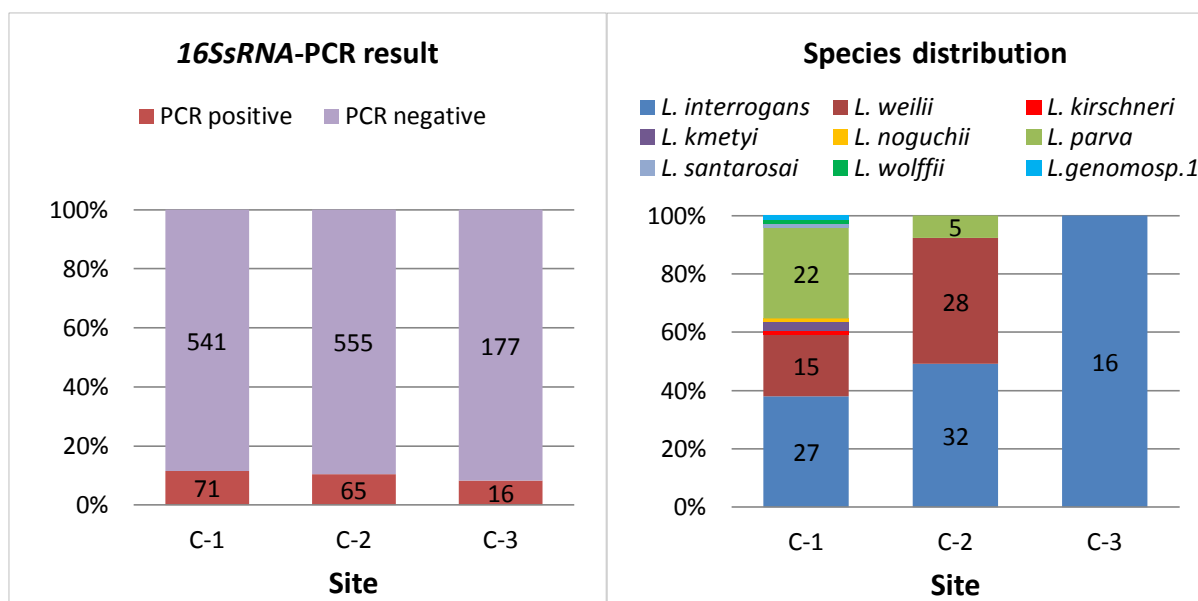 16SsRNA-PCR result
PCR positive PCR negative
100%
80%
60%
40%
20%
0%
541 555 177
71 65 16
C-1 C-2 C-3
Site
Species distribution
L. interrogans L. weilii L. kirschneri
L. kmetyi L. noguchii L. parva
L. santarosai L. wolffii L.genomosp.1
100%
80%
60%
40%
20%
0%
22 5
15 28 16
27 32
C-1 C-2 C-3
Site